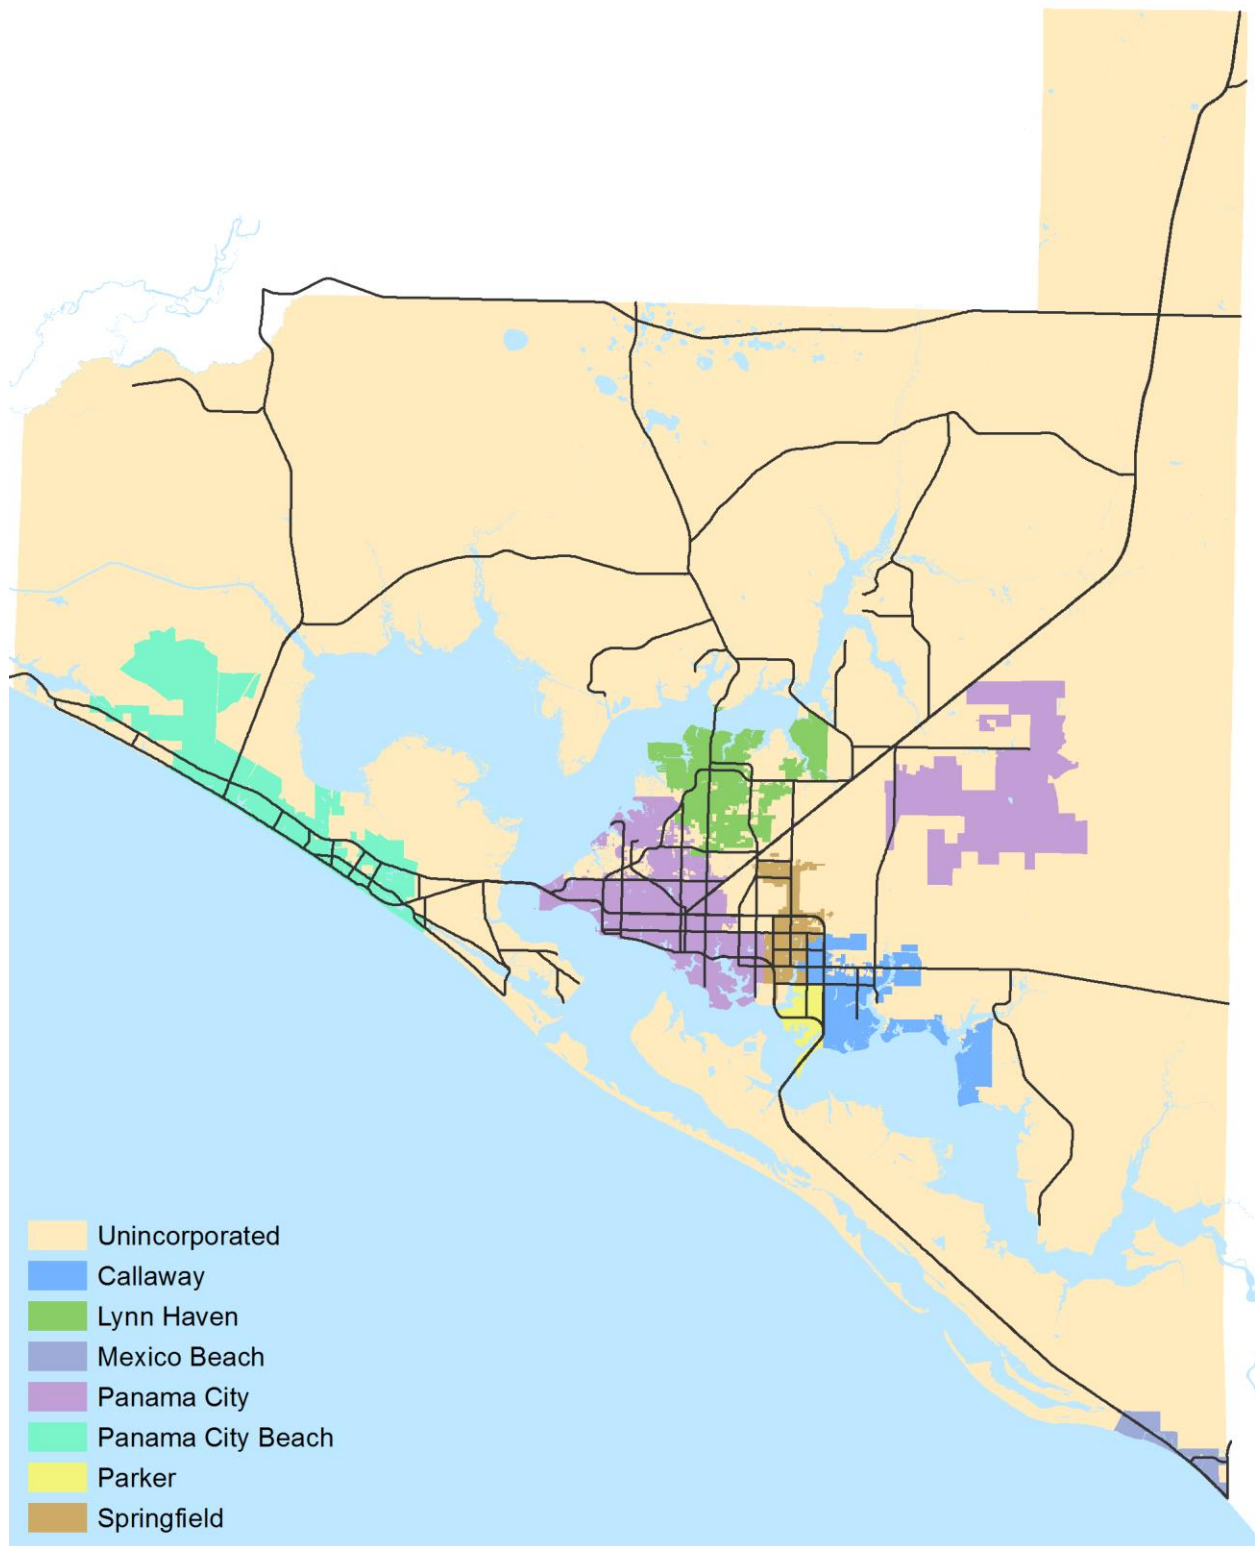 Unincorporated
Callaway
Lynn Haven
Mexico Beach
Panama City
Panama City Beach
Parker
Springfield